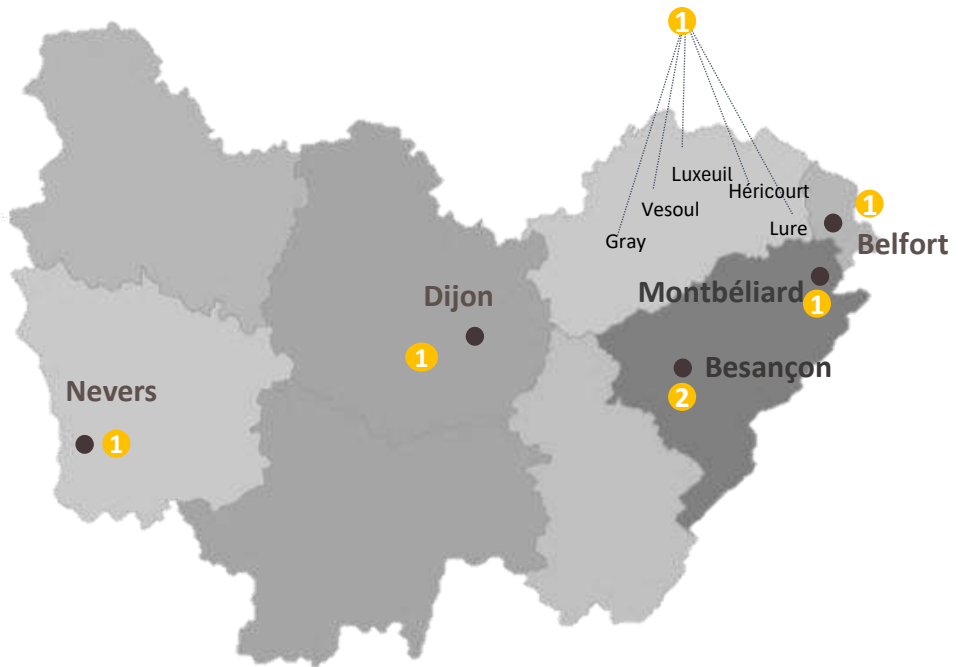 1
Luxeuil
Héricourt
Vesoul
1
Lure
Gray
Belfort
Montbéliard
1
Dijon
1
Besançon
2
Nevers
1